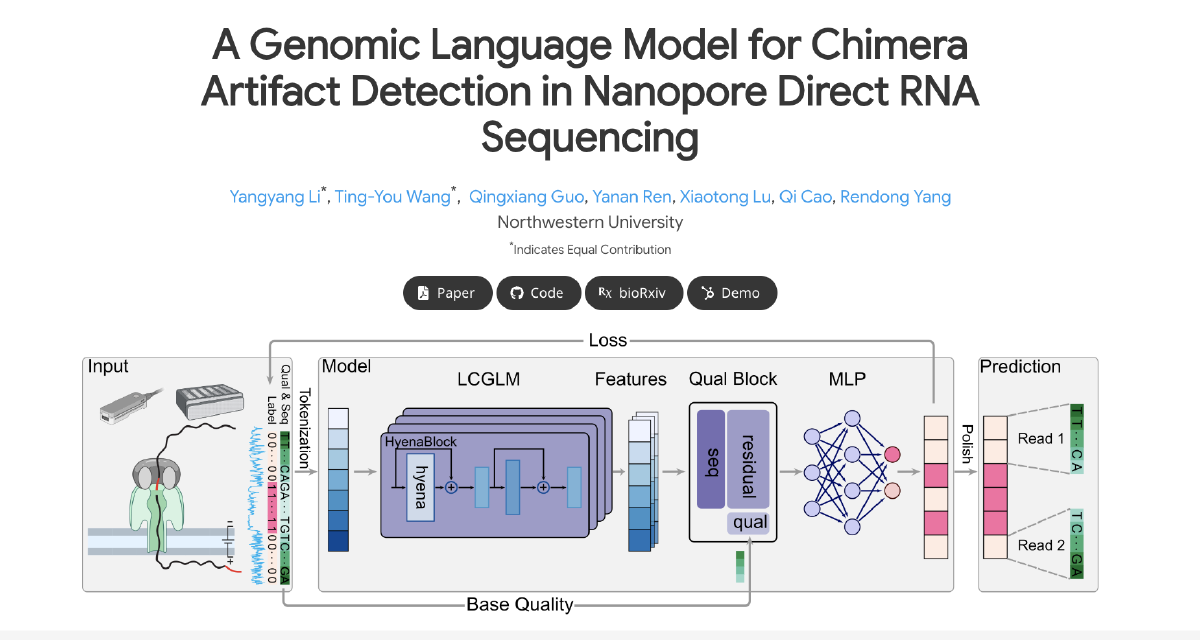 A Genomic Language Model for Chimera
Artifact Detection in Nanopore Direct RNA
Sequencing
Yangyang Li*, Ting-You Wang*, Qingxiang Guo, Yanan Ren, Xiaotong Lu, Qi Cao, Rendong Yang
Northwestern University
*Indicates Equal Contribution
Paper
Code
Rx bioRxiv
Demo
Loss
Input
Qual & Seq
Label
TT···CAGA···TGTC···GA
00···0011···1100···00
Tokenization
Model
LCGLM
Features
Qual Block
MLP
HyenaBlock
hyena
seq
residual
qual
Polish
Prediction
Read 1
TT···CA
Read 2
TC···GA
Base Quality